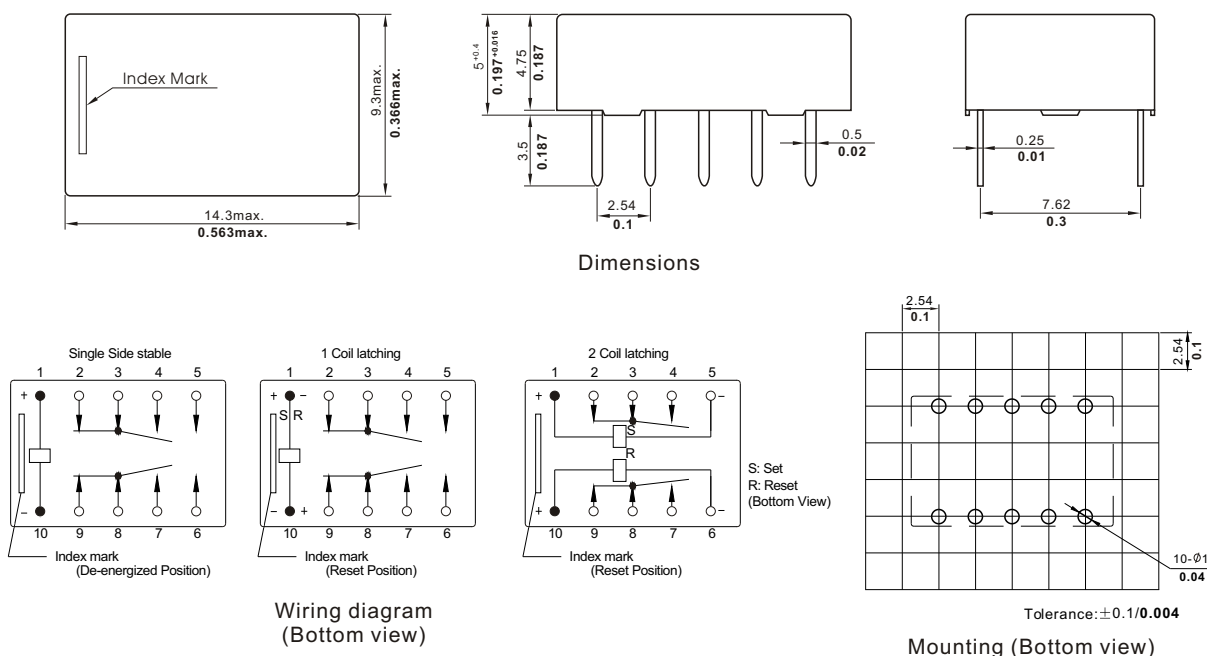 Index Mark
9.3max.
0.366max.
14.3max.
0.563max.
5+0.4
0.197+0.016
4.75
0.187
3.5
0.187
2.54
0.1
0.5
0.02
0.25
0.01
7.62
0.3
Dimensions
Single Side stable
1 2 3 4 5
+
−
10 9 8 7 6
Index mark
(De-energized Position)
1 Coil latching
1 2 3 4 5
+ −
S R
− +
10 9 8 7 6
Index mark
(Reset Position)
2 Coil latching
1 2 3 4 5
+ −
S
R
+ −
10 9 8 7 6
Index mark
(Reset Position)
S: Set
R: Reset
(Bottom View)
Wiring diagram
(Bottom view)
2.54
0.1
2.54
0.1
10-Φ1
0.04
Tolerance:±0.1/0.004
Mounting (Bottom view)